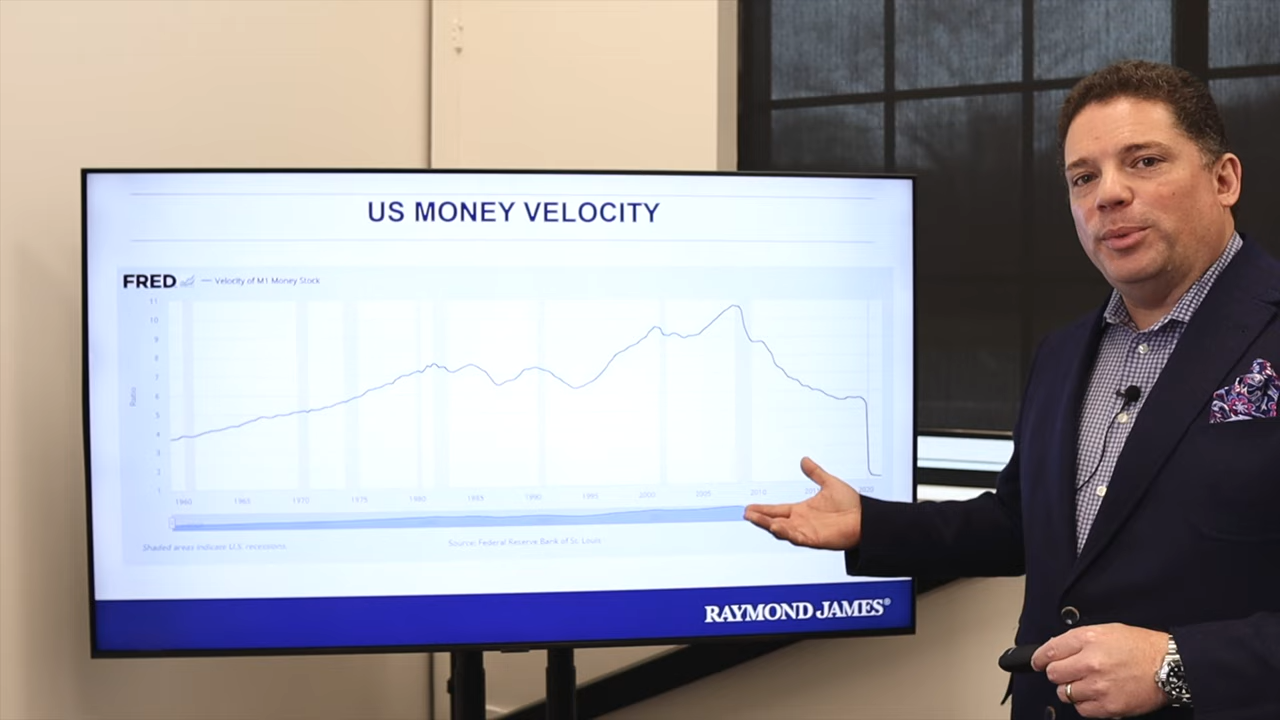 US MONEY VELOCITY
FRED — Velocity of M1 Money Stock
11
10
9
8
7
6
5
4
3
2
1
Ratio
1960 1965 1970 1975 1980 1985 1990 1995 2000 2005 2010 2020
Shaded areas indicate U.S. recessions.
Source: Federal Reserve Bank of St. Louis
RAYMOND JAMES®